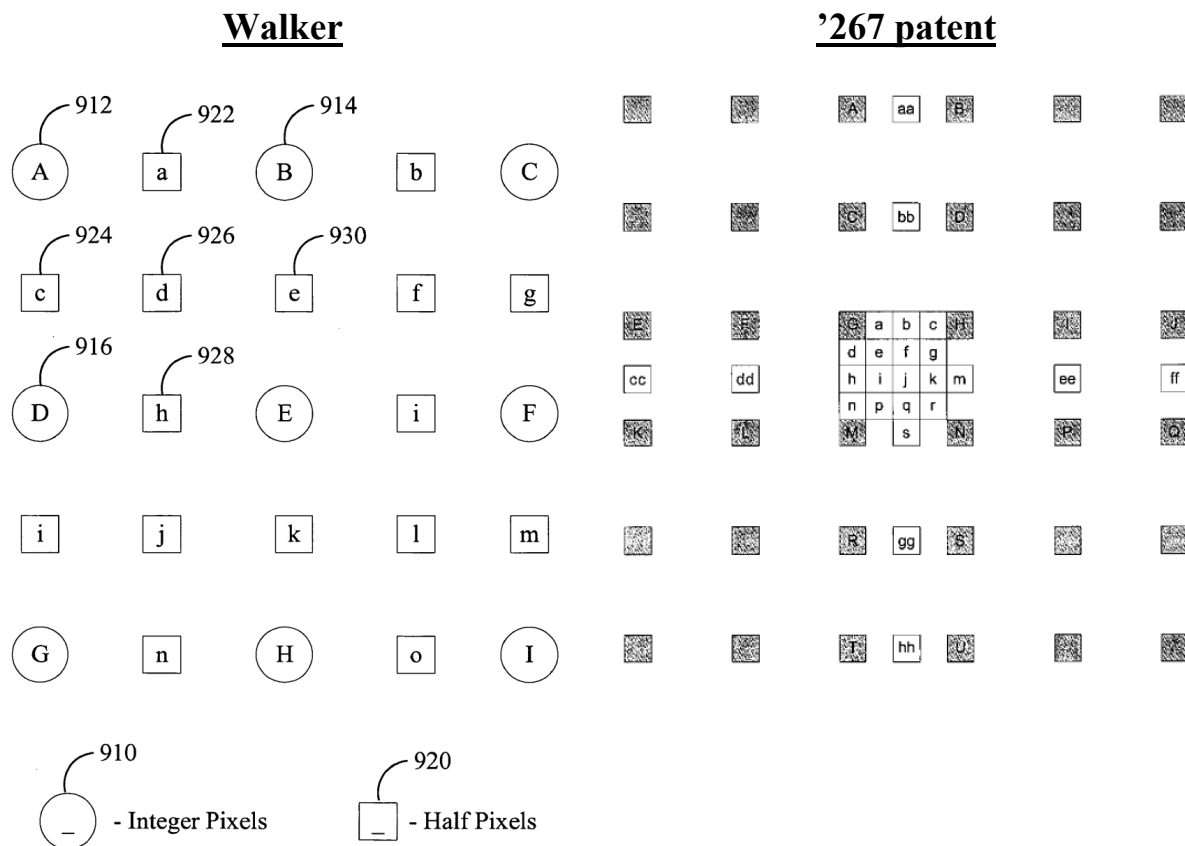 Walker
912 922 914
A a B b C
924 926 930
c d e f g
916 928
D h E i F
i j k l m
G n H o I
910 920
_ - Integer Pixels _ - Half Pixels
’267 patent
A aa B
C bb D
E F G a b c H I J
d e f g
cc dd h i j k m ee ff
n p q r
K L M s N P Q
R gg S
T hh U